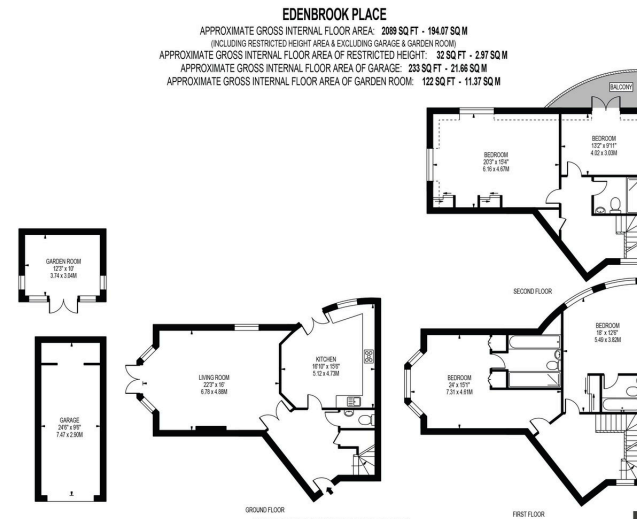 EDENBROOK PLACE
APPROXIMATE GROSS INTERNAL FLOOR AREA: 2089 SQ FT - 194.07 SQ M
(INCLUDING RESTRICTED HEIGHT AREA & EXCLUDING GARAGE & GARDEN ROOM)
APPROXIMATE GROSS INTERNAL FLOOR AREA OF RESTRICTED HEIGHT: 32 SQ FT - 2.97 SQ M
APPROXIMATE GROSS INTERNAL FLOOR AREA OF GARAGE: 233 SQ FT - 21.66 SQ M
APPROXIMATE GROSS INTERNAL FLOOR AREA OF GARDEN ROOM: 122 SQ FT - 11.37 SQ M
BALCONY
BEDROOM
20'3" x 15'4"
6.16 x 4.67M
BEDROOM
13'2" x 9'11"
4.02 x 3.03M
SECOND FLOOR
GARDEN ROOM
12'3" x 10'
3.74 x 3.04M
GARAGE
24'6" x 9'6"
7.47 x 2.90M
LIVING ROOM
22'3" x 16'
6.78 x 4.88M
KITCHEN
16'10" x 15'6"
5.12 x 4.73M
GROUND FLOOR
BEDROOM
24' x 15'1"
7.31 x 4.61M
BEDROOM
18' x 12'6"
5.49 x 3.82M
FIRST FLOOR